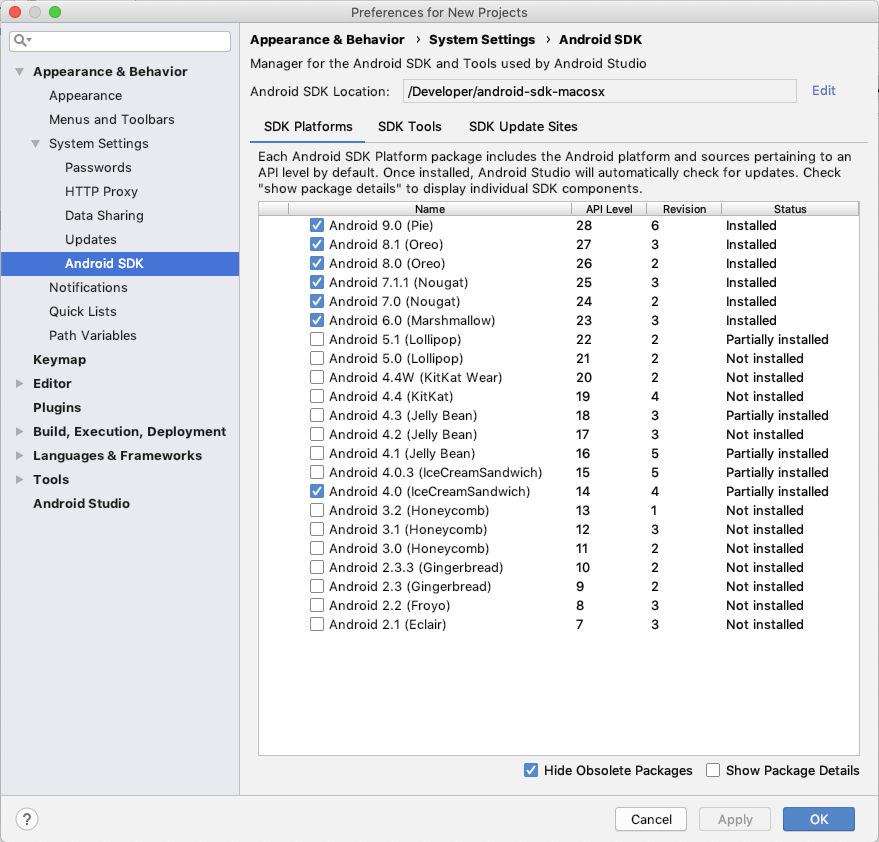 Preferences for New Projects
Appearance & Behavior
Appearance
Menus and Toolbars
System Settings
Passwords
HTTP Proxy
Data Sharing
Updates
Android SDK
Notifications
Quick Lists
Path Variables
Keymap
Editor
Plugins
Build, Execution, Deployment
Languages & Frameworks
Tools
Android Studio
Appearance & Behavior › System Settings › Android SDK
Manager for the Android SDK and Tools used by Android Studio
Android SDK Location: /Developer/android-sdk-macosx Edit
SDK Platforms SDK Tools SDK Update Sites
Each Android SDK Platform package includes the Android platform and sources pertaining to an
API level by default. Once installed, Android Studio will automatically check for updates. Check
"show package details" to display individual SDK components.
Name API Level Revision Status
Android 9.0 (Pie) 28 6 Installed
Android 8.1 (Oreo) 27 3 Installed
Android 8.0 (Oreo) 26 2 Installed
Android 7.1.1 (Nougat) 25 3 Installed
Android 7.0 (Nougat) 24 2 Installed
Android 6.0 (Marshmallow) 23 3 Installed
Android 5.1 (Lollipop) 22 2 Partially installed
Android 5.0 (Lollipop) 21 2 Not installed
Android 4.4W (KitKat Wear) 20 2 Not installed
Android 4.4 (KitKat) 19 4 Not installed
Android 4.3 (Jelly Bean) 18 3 Partially installed
Android 4.2 (Jelly Bean) 17 3 Not installed
Android 4.1 (Jelly Bean) 16 5 Partially installed
Android 4.0.3 (IceCreamSandwich) 15 5 Partially installed
Android 4.0 (IceCreamSandwich) 14 4 Partially installed
Android 3.2 (Honeycomb) 13 1 Not installed
Android 3.1 (Honeycomb) 12 3 Not installed
Android 3.0 (Honeycomb) 11 2 Not installed
Android 2.3.3 (Gingerbread) 10 2 Not installed
Android 2.3 (Gingerbread) 9 2 Not installed
Android 2.2 (Froyo) 8 3 Not installed
Android 2.1 (Eclair) 7 3 Not installed
Hide Obsolete Packages Show Package Details
? Cancel Apply OK